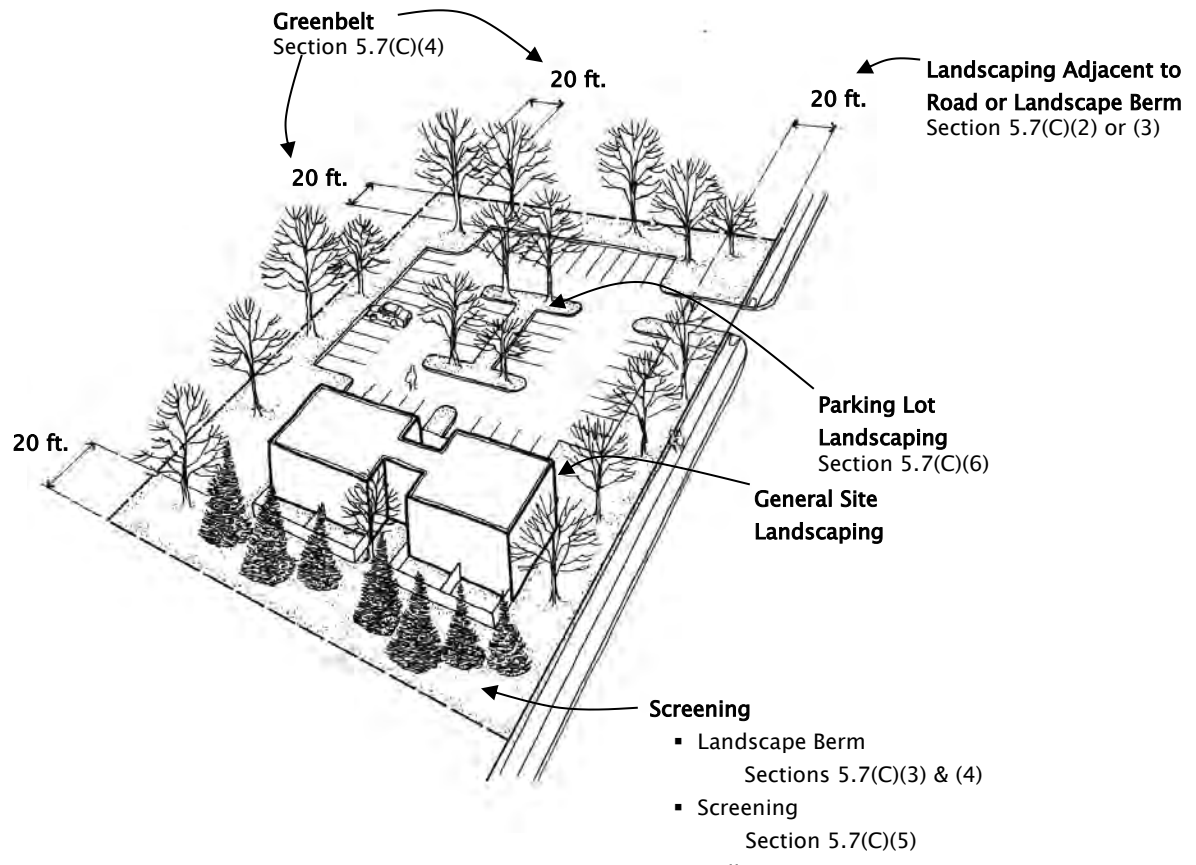 Greenbelt
Section 5.7(C)(4)
20 ft.
Landscaping Adjacent to
Road or Landscape Berm
Section 5.7(C)(2) or (3)
20 ft.
20 ft.
Parking Lot
Landscaping
Section 5.7(C)(6)
20 ft.
General Site
Landscaping
Screening
▪ Landscape Berm
Sections 5.7(C)(3) & (4)
▪ Screening
Section 5.7(C)(5)